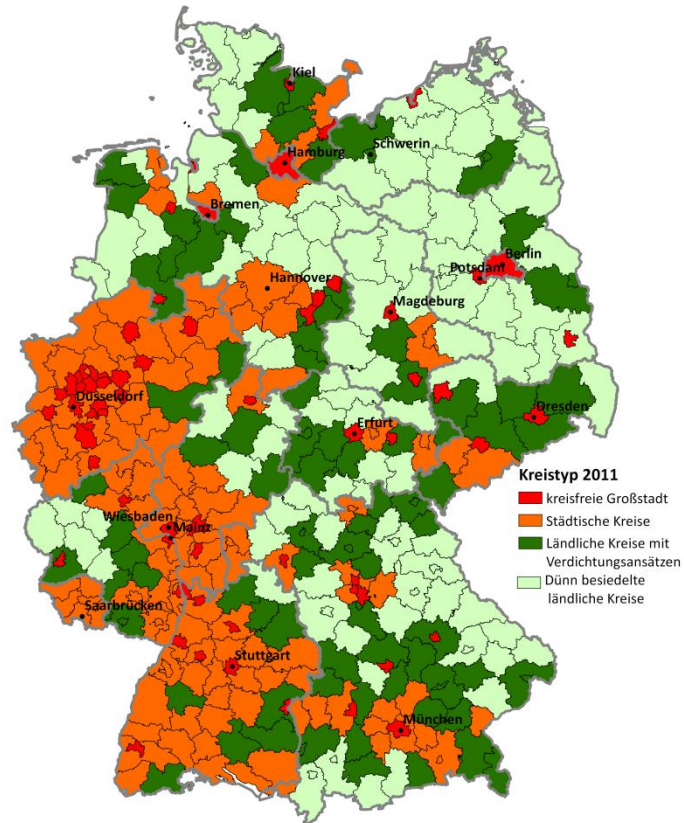 Kiel
Schwerin
Hamburg
Bremen
Berlin
Potsdam
Hannover
Magdeburg
Düsseldorf
Dresden
Erfurt
Kreistyp 2011
kreisfreie Großstadt
Städtische Kreise
Ländliche Kreise mit
Verdichtungsansätzen
Dünn besiedelte
ländliche Kreise
Wiesbaden
Mainz
Saarbrücken
Stuttgart
München